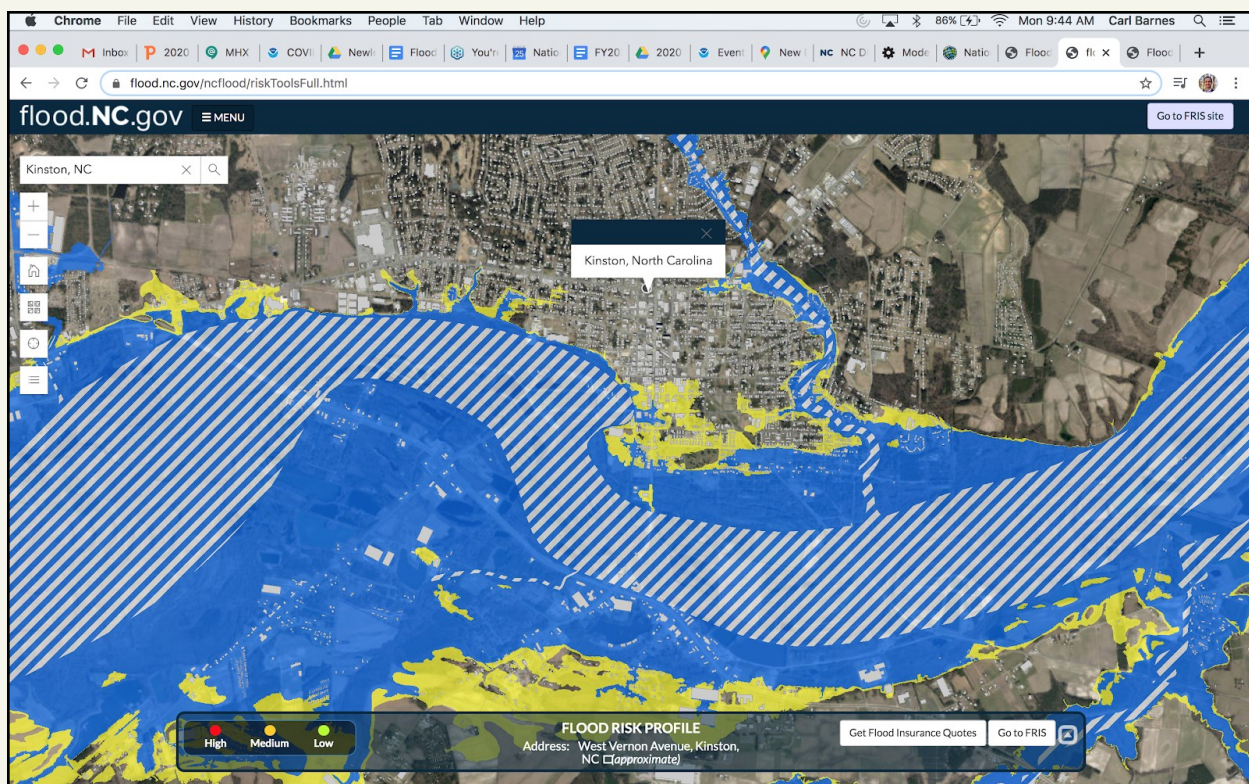 Chrome File Edit View History Bookmarks People Tab Window Help 86% Mon 9:44 AM Carl Barnes
Inbox 2020 MHX COVI Newl Flood You'r 25 Natio FY20 2020 Event New NC NC D Mode Natio Flood flo Flood
flood.nc.gov/ncflood/riskToolsFull.html
flood.NC.gov MENU Go to FRIS site
Kinston, NC
Kinston, North Carolina
FLOOD RISK PROFILE
High Medium Low
Address: West Vernon Avenue, Kinston,
NC (approximate)
Get Flood Insurance Quotes Go to FRIS